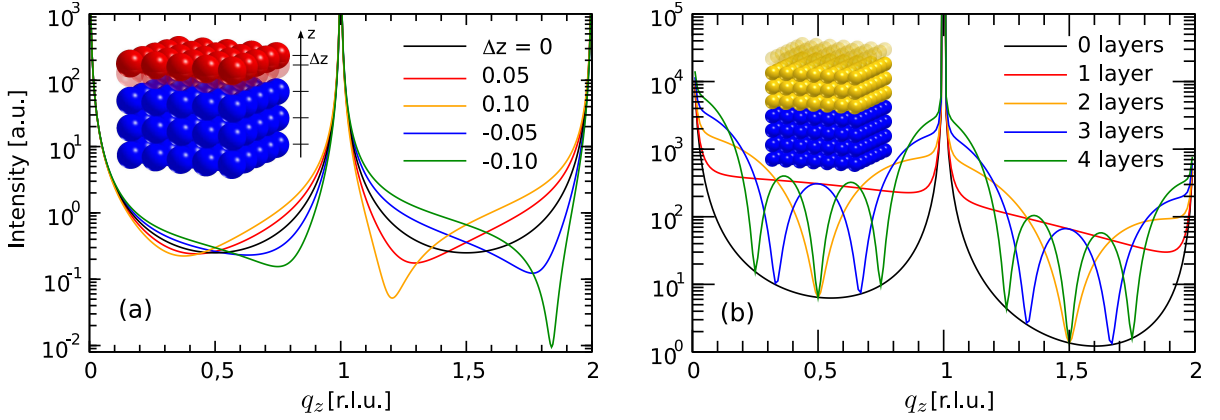 Intensity [a.u.]
10³
10²
10¹
10⁰
10⁻¹
10⁻²
z
Δz
Δz = 0
0.05
0.10
-0.05
-0.10
(a)
0 0,5 1 1,5 2
q_z [r.l.u.]
10⁵
10⁴
10³
10²
10¹
10⁰
0 layers
1 layer
2 layers
3 layers
4 layers
(b)
0 0,5 1 1,5 2
q_z [r.l.u.]